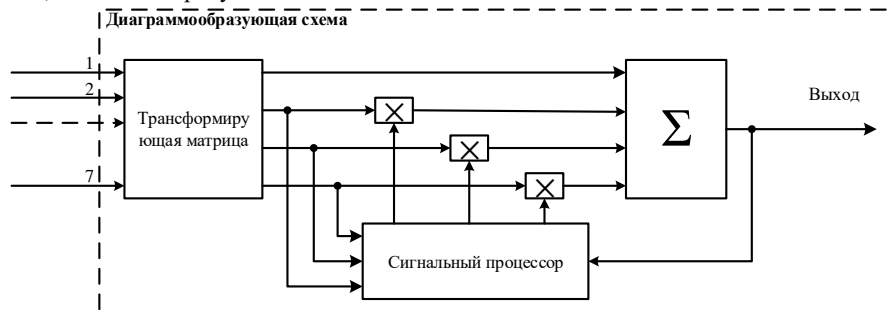 Диаграммообразующая схема
1
2
7
Трансформиру
ющая матрица
×
×
×
Σ
Выход
Сигнальный процессор